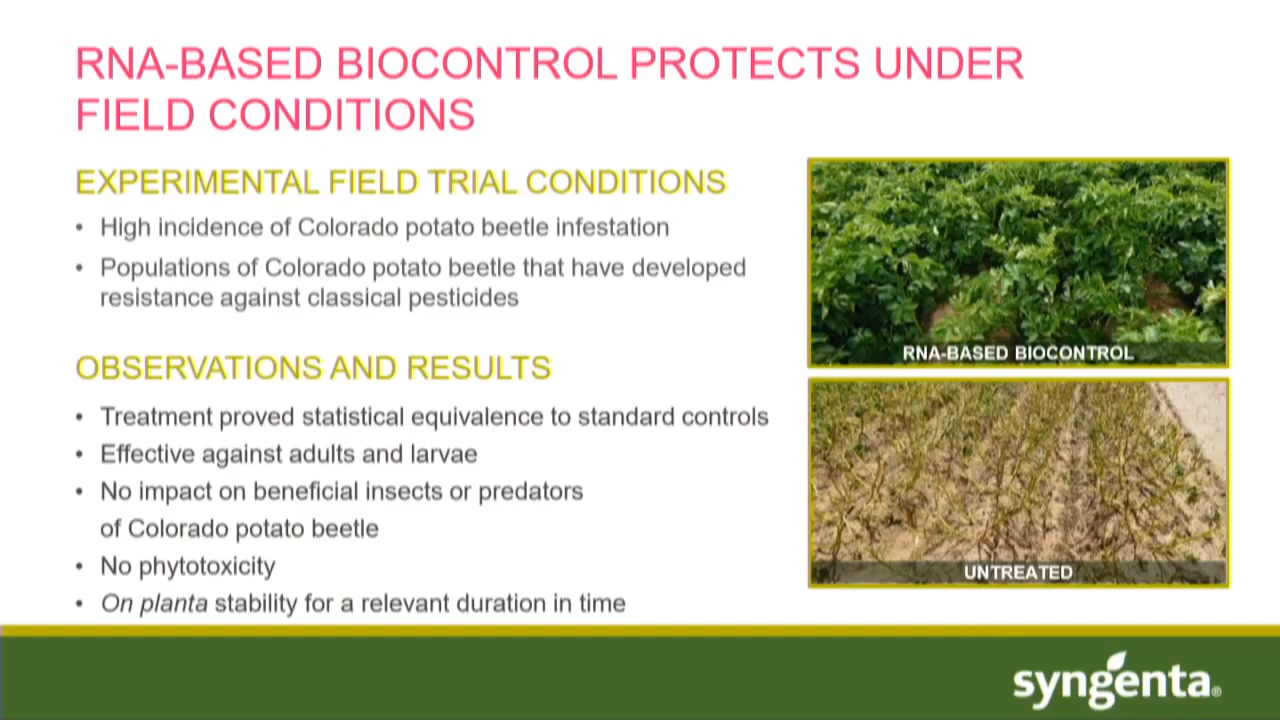 RNA-BASED BIOCONTROL PROTECTS UNDER
FIELD CONDITIONS
EXPERIMENTAL FIELD TRIAL CONDITIONS
• High incidence of Colorado potato beetle infestation
• Populations of Colorado potato beetle that have developed
resistance against classical pesticides
OBSERVATIONS AND RESULTS
• Treatment proved statistical equivalence to standard controls
• Effective against adults and larvae
• No impact on beneficial insects or predators
of Colorado potato beetle
• No phytotoxicity
• On planta stability for a relevant duration in time
RNA-BASED BIOCONTROL
UNTREATED
syngenta®